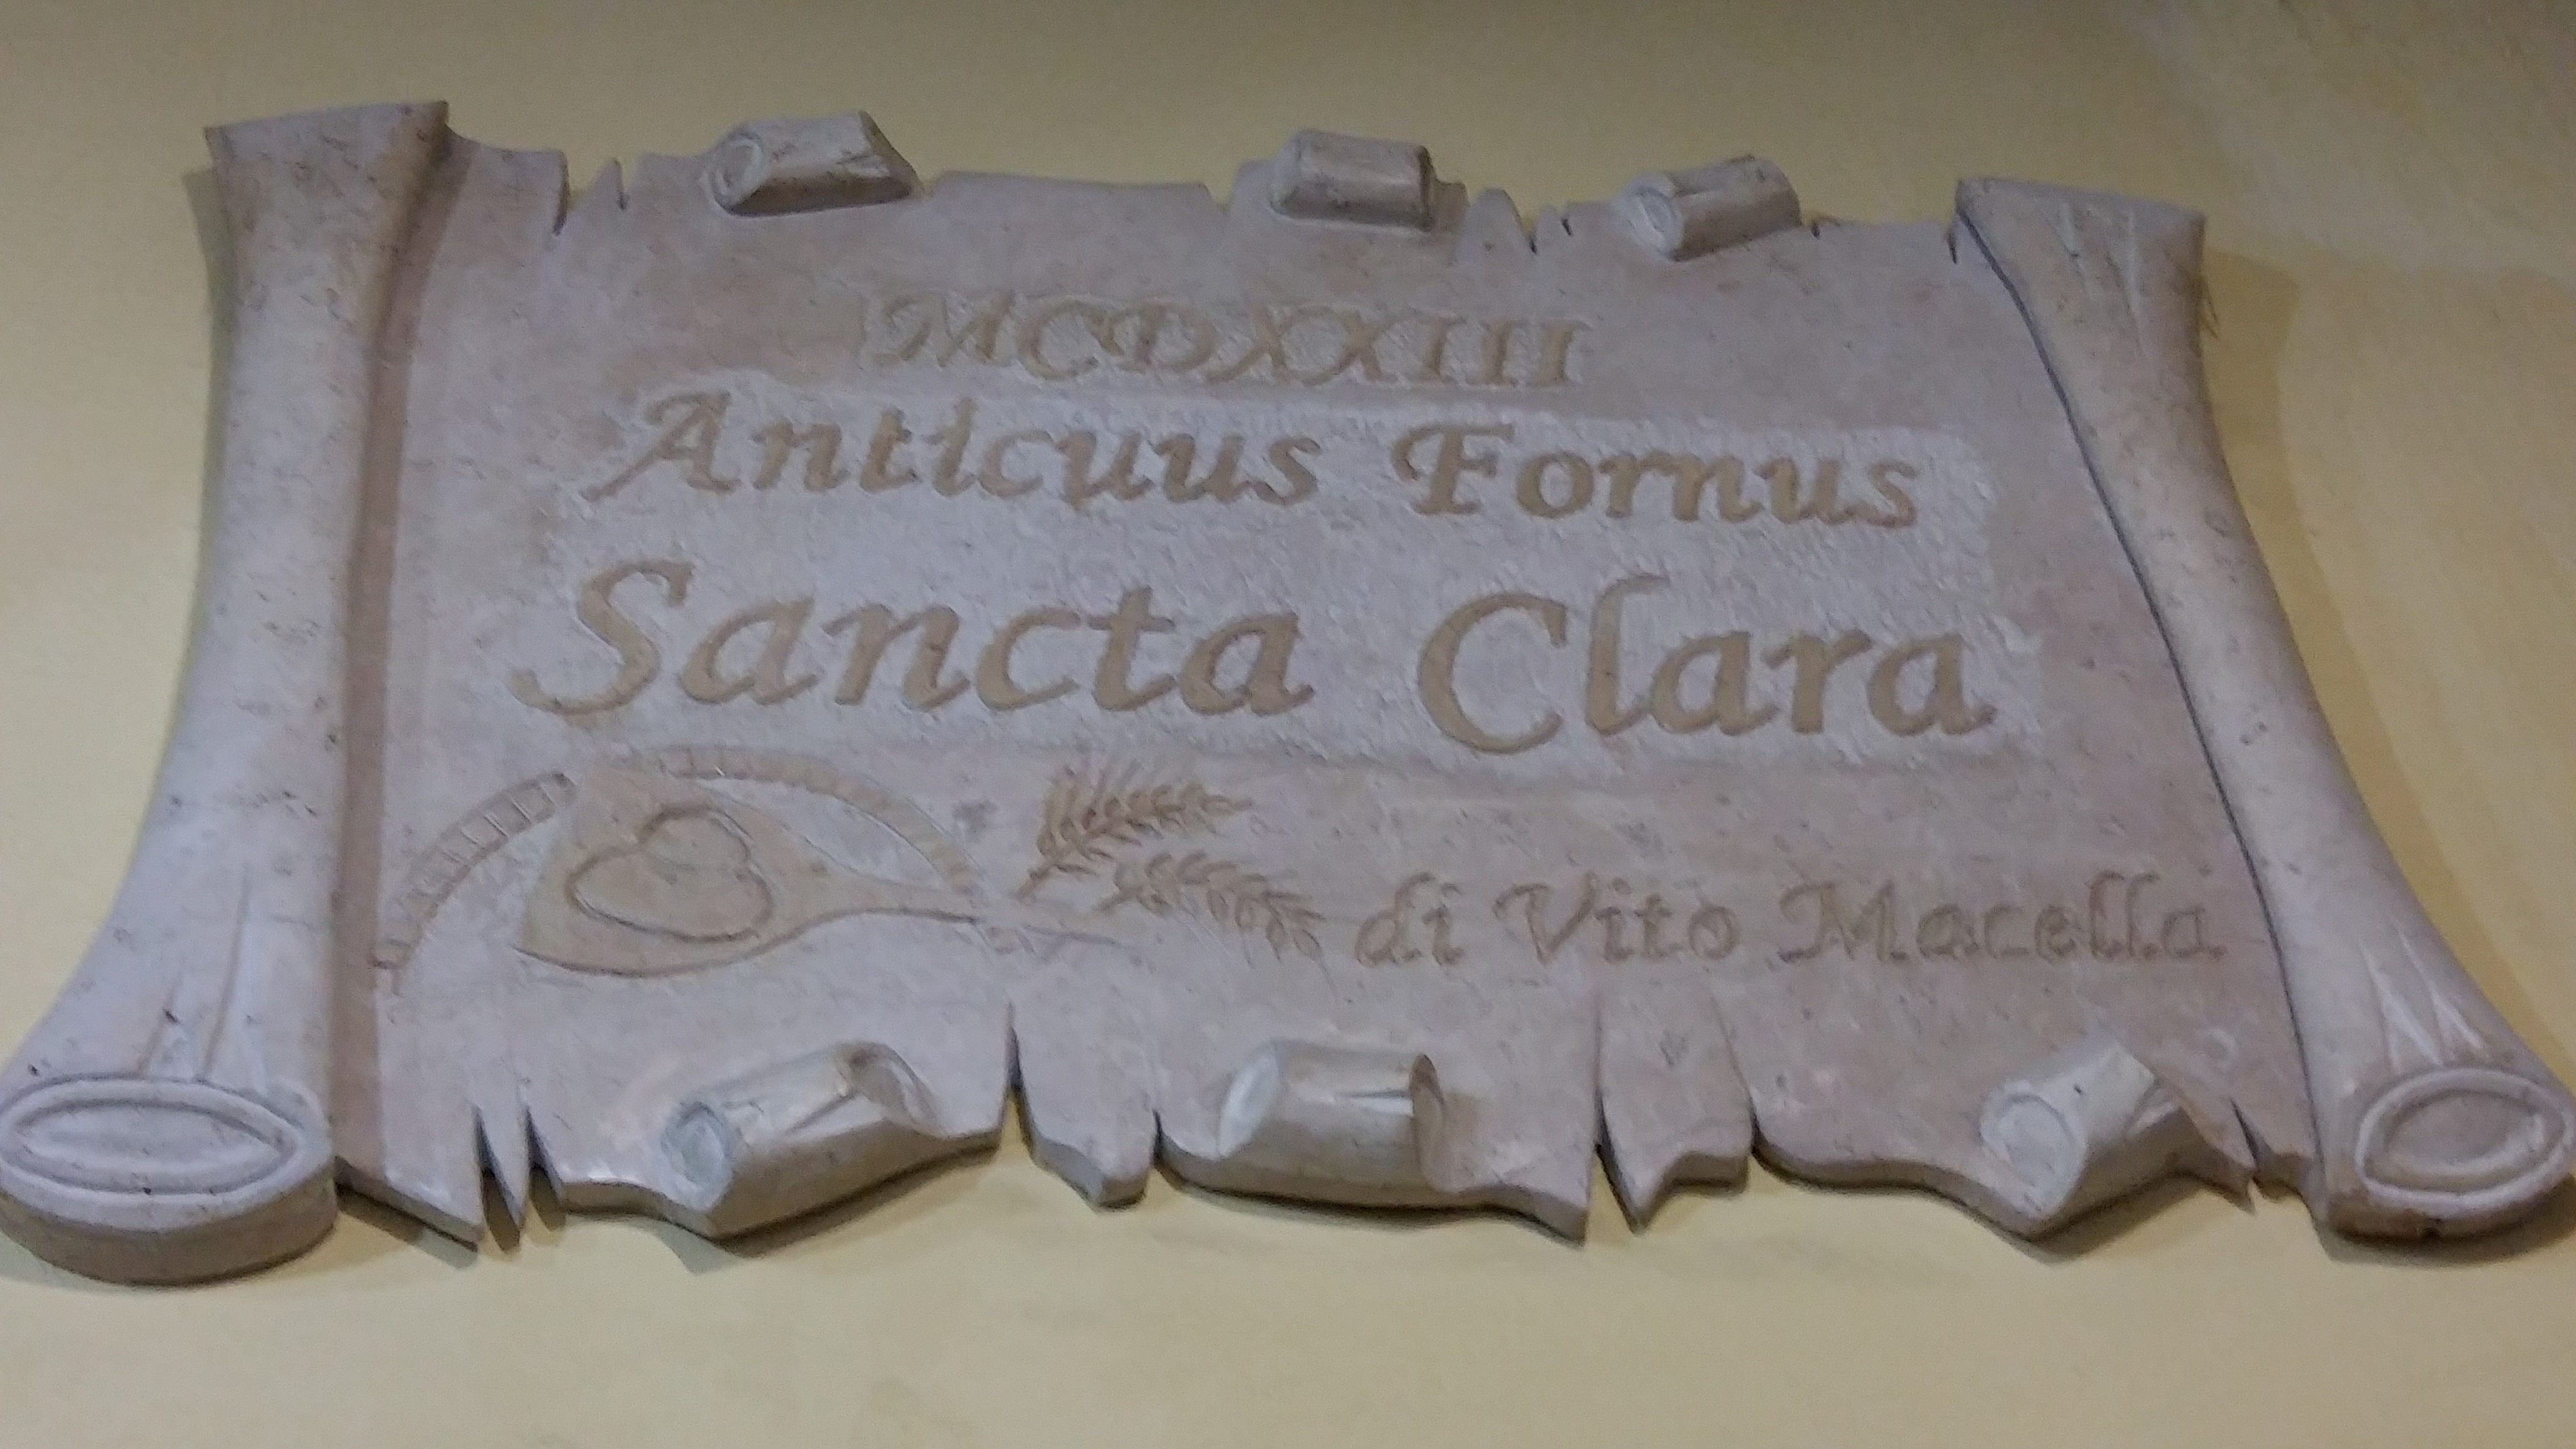 MCDXXIII
Anticuus Fornus
Sancta Clara
di Vito Macella